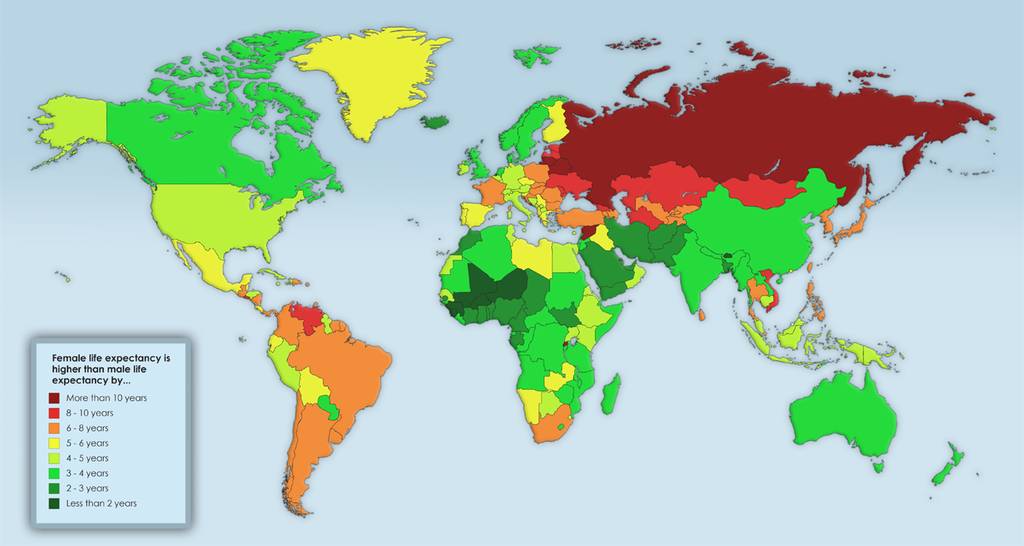 Female life expectancy is
higher than male life
expectancy by...
More than 10 years
8 - 10 years
6 - 8 years
5 - 6 years
4 - 5 years
3 - 4 years
2 - 3 years
Less than 2 years